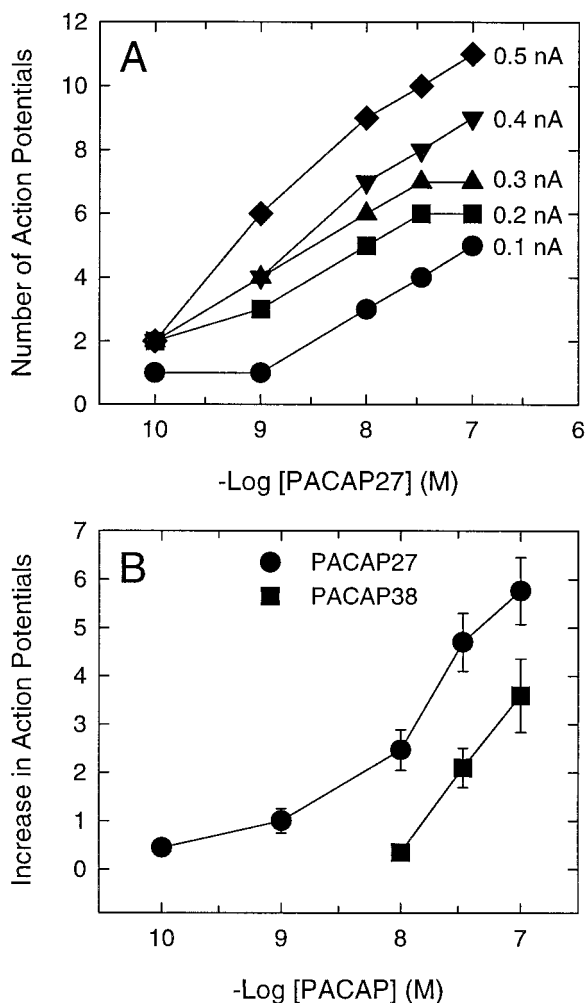 12
A
0.5 nA
10
0.4 nA
8
0.3 nA
6
0.2 nA
0.1 nA
4
2
0
Number of Action Potentials
10 9 8 7 6
-Log [PACAP27] (M)
7
B
PACAP27
6
PACAP38
5
4
3
2
1
0
Increase in Action Potentials
10 9 8 7
-Log [PACAP] (M)